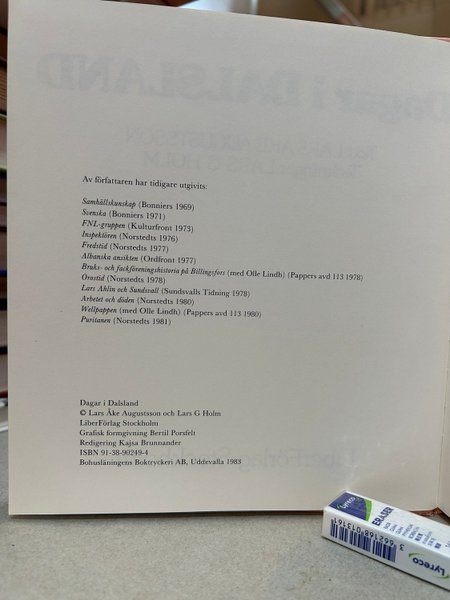 Av författaren har tidigare utgivits:
Samhällskunskap (Bonniers 1969)
Svenska (Bonniers 1971)
FNL-gruppen (Kulturfront 1973)
Inspektören (Norstedts 1976)
Fredstid (Norstedts 1977)
Albanska ansikten (Ordfront 1977)
Bruks- och fackföreningshistoria på Billingsfors (med Olle Lindh) (Pappers avd 113 1978)
Orostid (Norstedts 1978)
Lars Ahlin och Sundsvall (Sundsvalls Tidning 1978)
Arbetet och döden (Norstedts 1980)
Wellpappen (med Olle Lindh) (Pappers avd 113 1980)
Puritanen (Norstedts 1981)
Dagar i Dalsland
© Lars Åke Augustsson och Lars G Holm
LiberFörlag Stockholm
Grafisk formgivning Bertil Porsfelt
Redigering Kajsa Brunnander
ISBN 91-38-90249-4
Bohusläningens Boktryckeri AB, Uddevalla 1983
Lyreco
ERASER
Lyreco